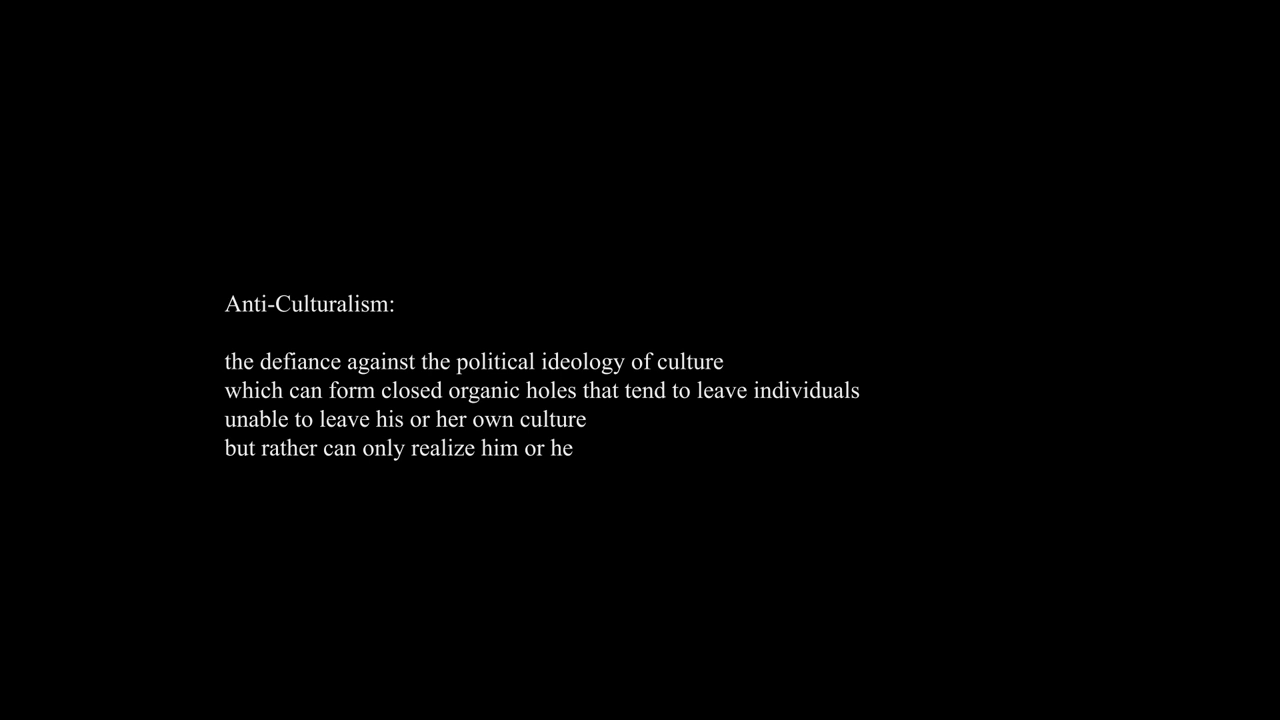 Anti-Culturalism:
the defiance against the political ideology of culture
which can form closed organic holes that tend to leave individuals
unable to leave his or her own culture
but rather can only realize him or he